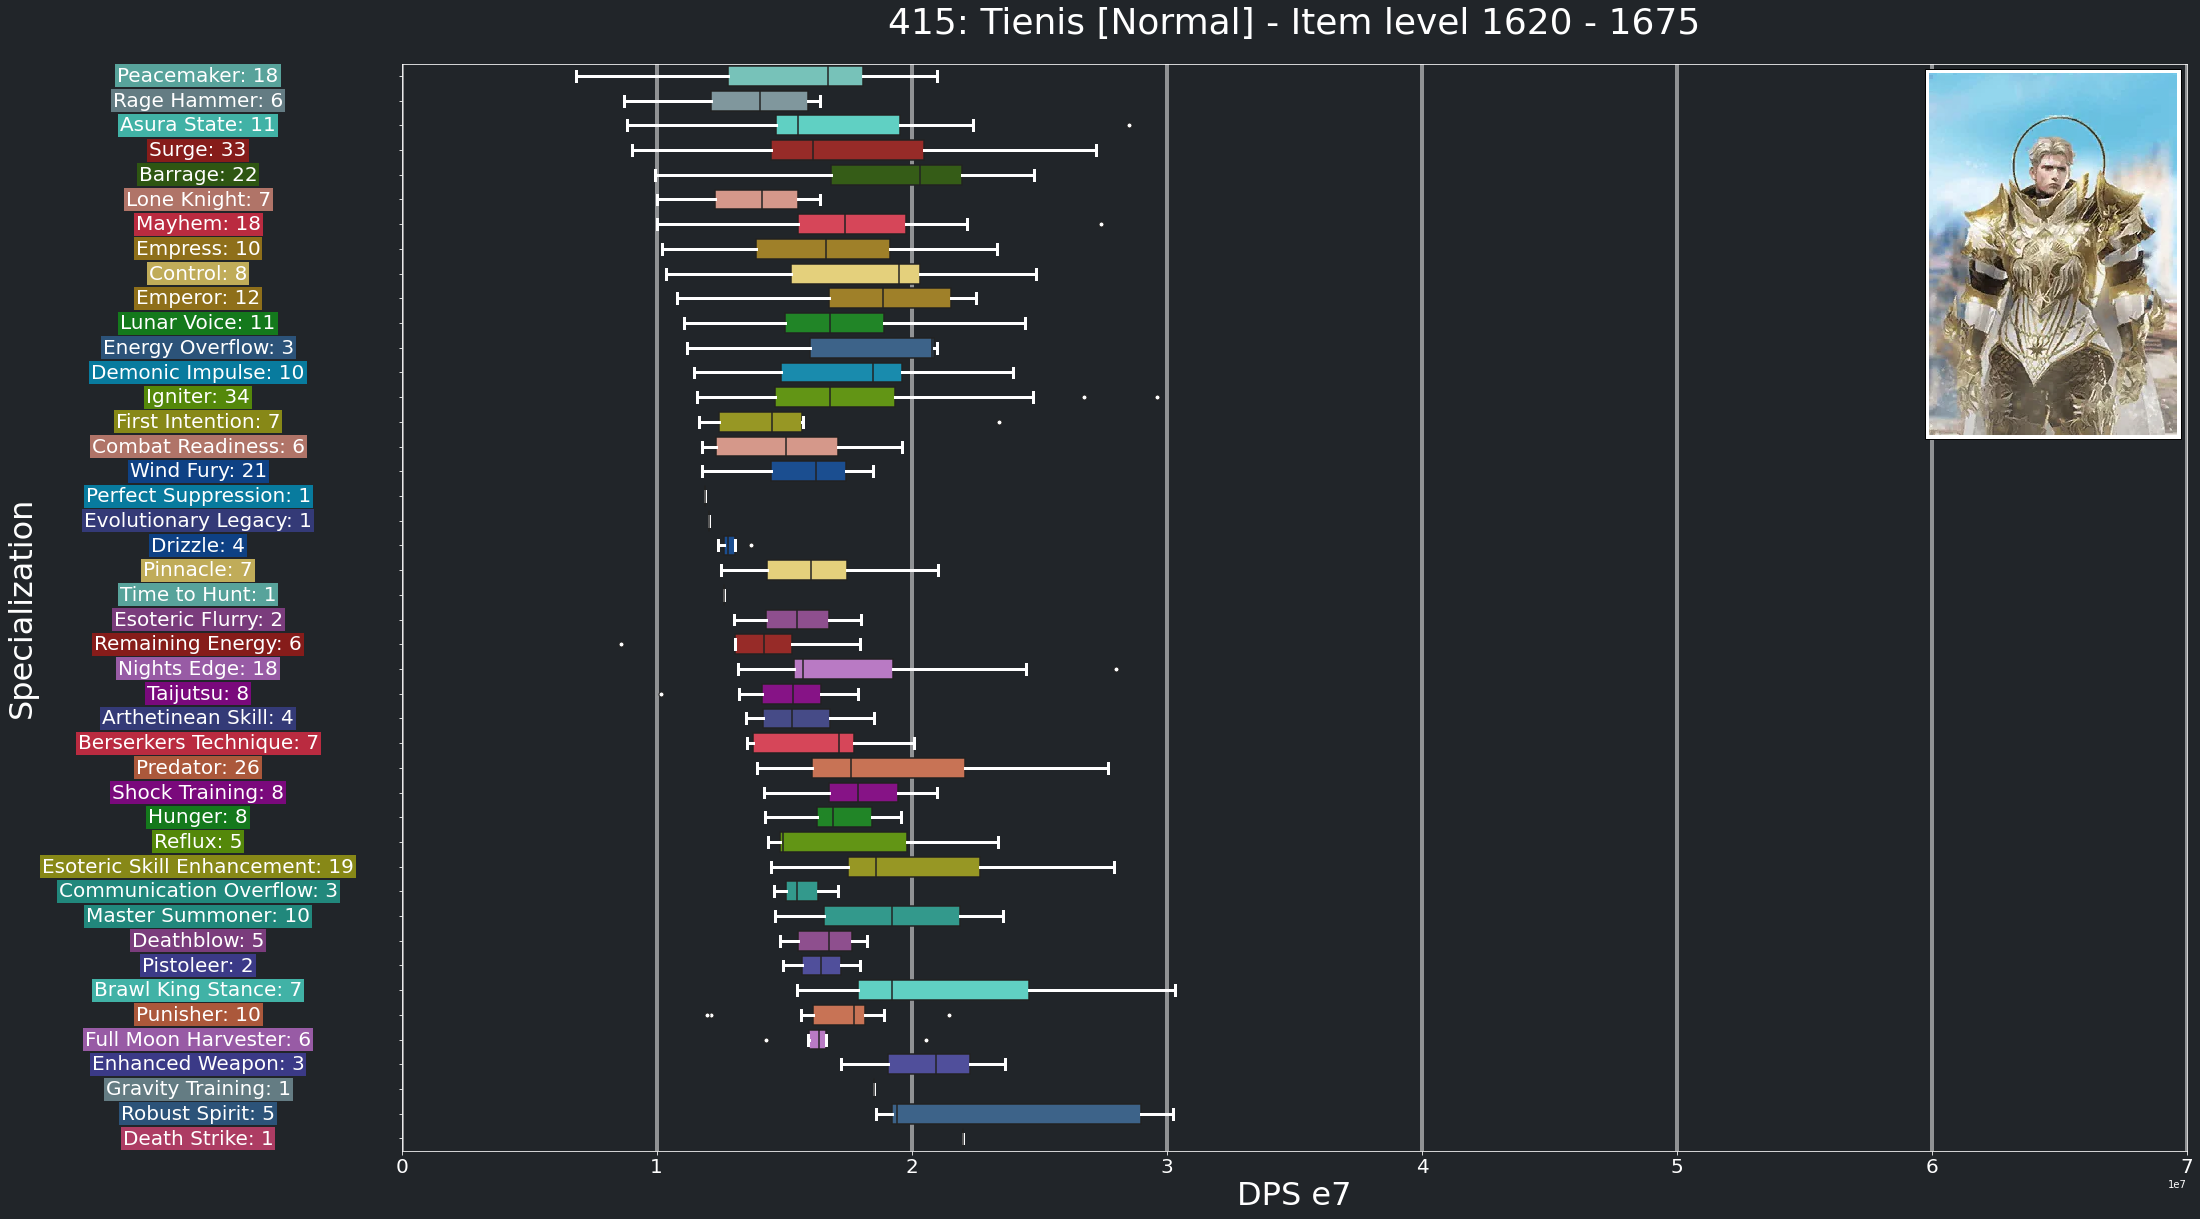 415: Tienis [Normal] - Item level 1620 - 1675
Peacemaker: 18
Rage Hammer: 6
Asura State: 11
Surge: 33
Barrage: 22
Lone Knight: 7
Mayhem: 18
Empress: 10
Control: 8
Emperor: 12
Lunar Voice: 11
Energy Overflow: 3
Demonic Impulse: 10
Igniter: 34
First Intention: 7
Combat Readiness: 6
Wind Fury: 21
Perfect Suppression: 1
Evolutionary Legacy: 1
Drizzle: 4
Pinnacle: 7
Time to Hunt: 1
Esoteric Flurry: 2
Remaining Energy: 6
Nights Edge: 18
Taijutsu: 8
Arthetinean Skill: 4
Berserkers Technique: 7
Predator: 26
Shock Training: 8
Hunger: 8
Reflux: 5
Esoteric Skill Enhancement: 19
Communication Overflow: 3
Master Summoner: 10
Deathblow: 5
Pistoleer: 2
Brawl King Stance: 7
Punisher: 10
Full Moon Harvester: 6
Enhanced Weapon: 3
Gravity Training: 1
Robust Spirit: 5
Death Strike: 1
Specialization
0 1 2 3 4 5 6 7
1e7
DPS e7